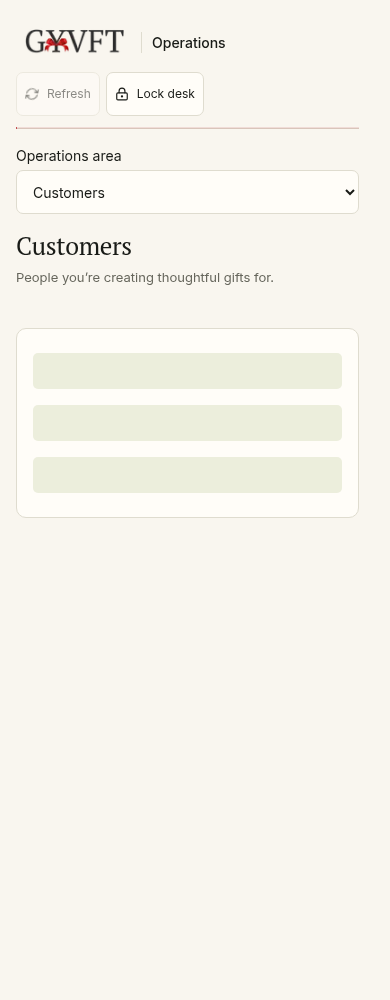 GYVFT
Operations
Refresh
Lock desk
Operations area
Customers
Customers
People you’re creating thoughtful gifts for.